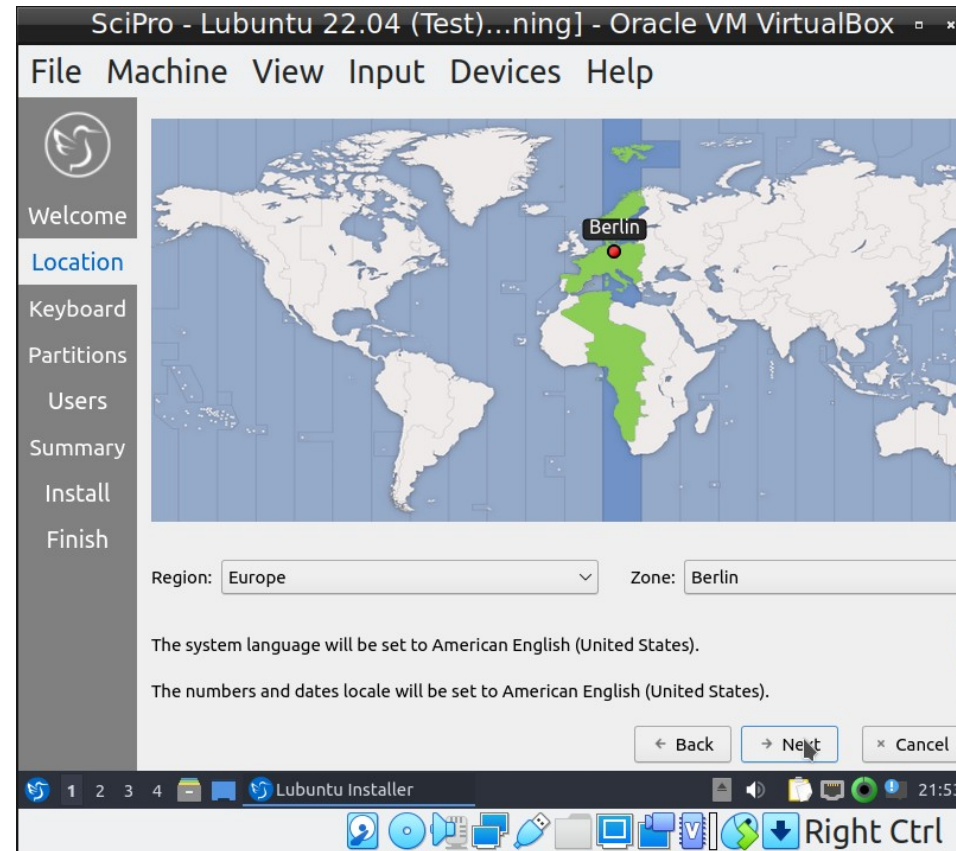 SciPro - Lubuntu 22.04 (Test)...ning] - Oracle VM VirtualBox
File Machine View Input Devices Help
Welcome
Location
Keyboard
Partitions
Users
Summary
Install
Finish
Berlin
Region: Europe Zone: Berlin
The system language will be set to American English (United States).
The numbers and dates locale will be set to American English (United States).
Back Next Cancel
1 2 3 4 Lubuntu Installer 21:53
Right Ctrl